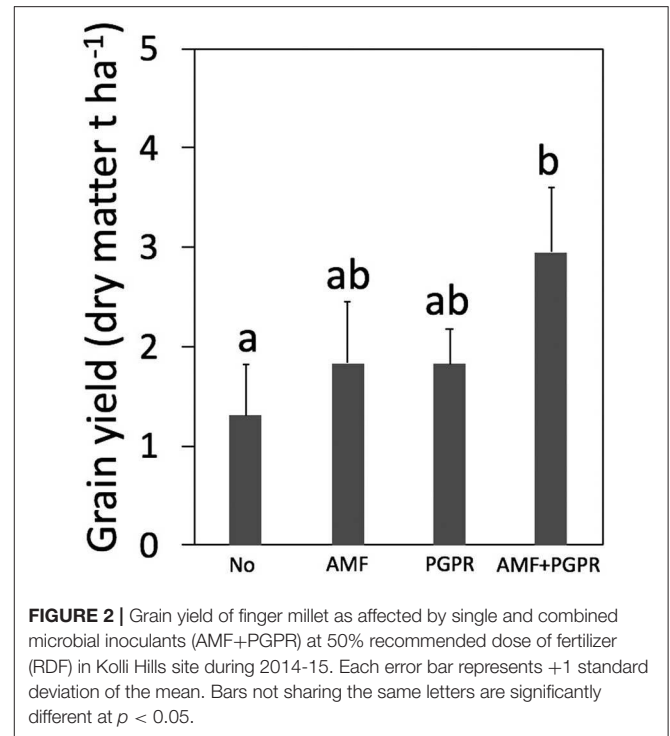 Grain yield (dry matter t ha⁻¹)
5
4
3
2
1
0
a
ab
ab
b
No AMF PGPR AMF+PGPR
FIGURE 2 | Grain yield of finger millet as affected by single and combined
microbial inoculants (AMF+PGPR) at 50% recommended dose of fertilizer
(RDF) in Kolli Hills site during 2014-15. Each error bar represents +1 standard
deviation of the mean. Bars not sharing the same letters are significantly
different at p < 0.05.